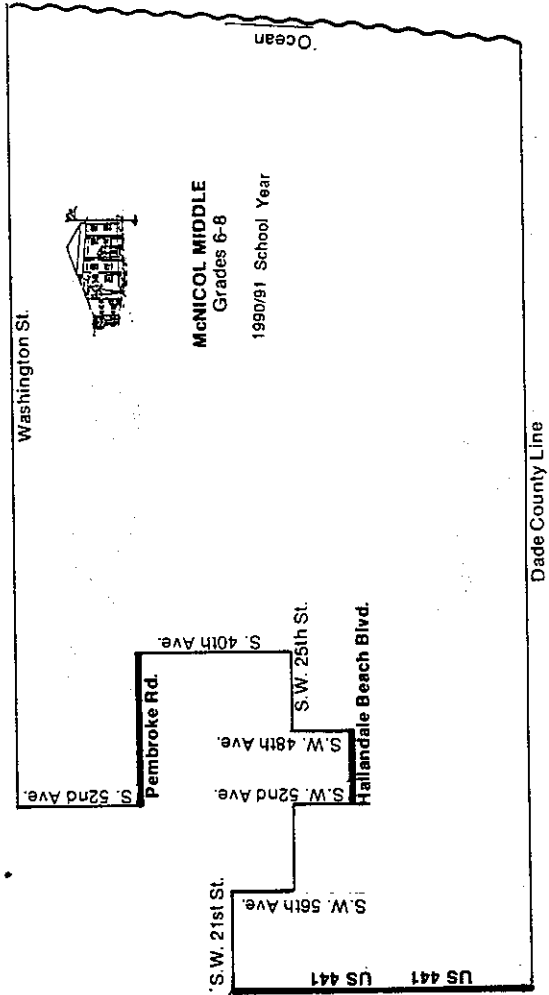 Washington St.
Ocean
McNICOL MIDDLE
Grades 6-8
1990/91 School Year
S. 52nd Ave.
Pembroke Rd.
S. 40th Ave.
S.W. 25th St.
S.W. 48th Ave.
Hallandale Beach Blvd.
S.W. 52nd Ave.
S.W. 21st St.
S.W. 56th Ave.
US 441
US 441
Dade County Line